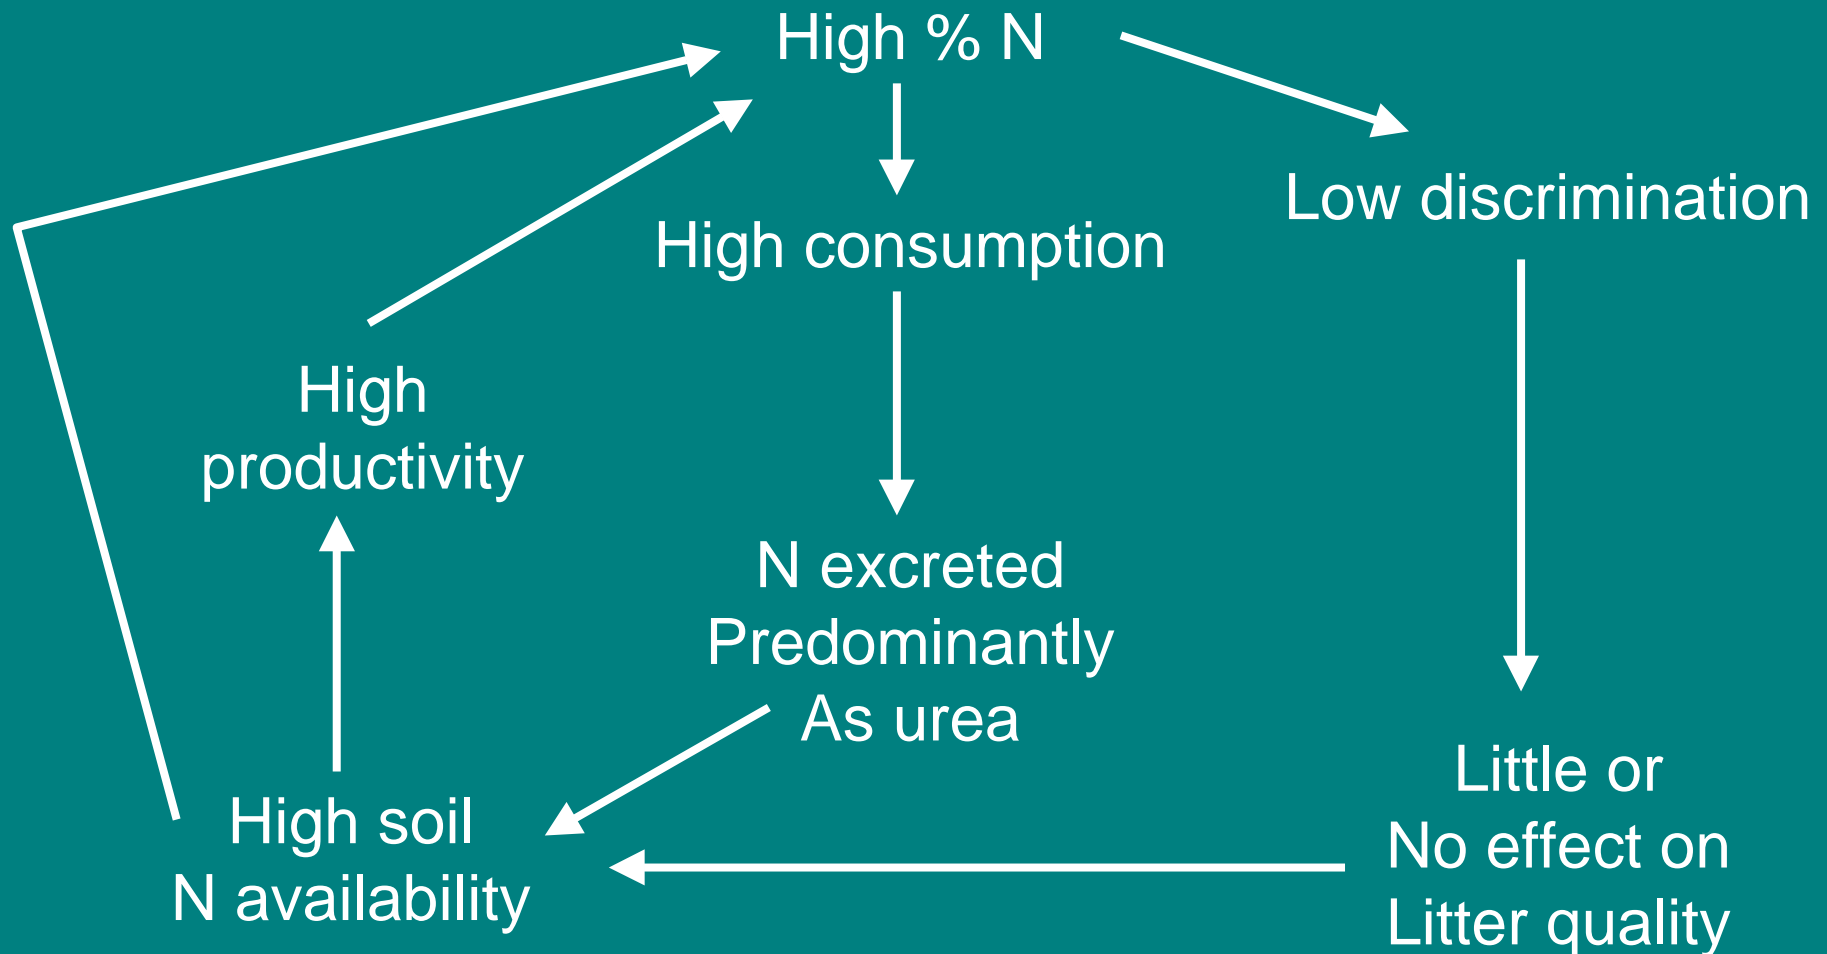 High % N
Low discrimination
High consumption
High
productivity
N excreted
Predominantly
As urea
High soil
N availability
Little or
No effect on
Litter quality